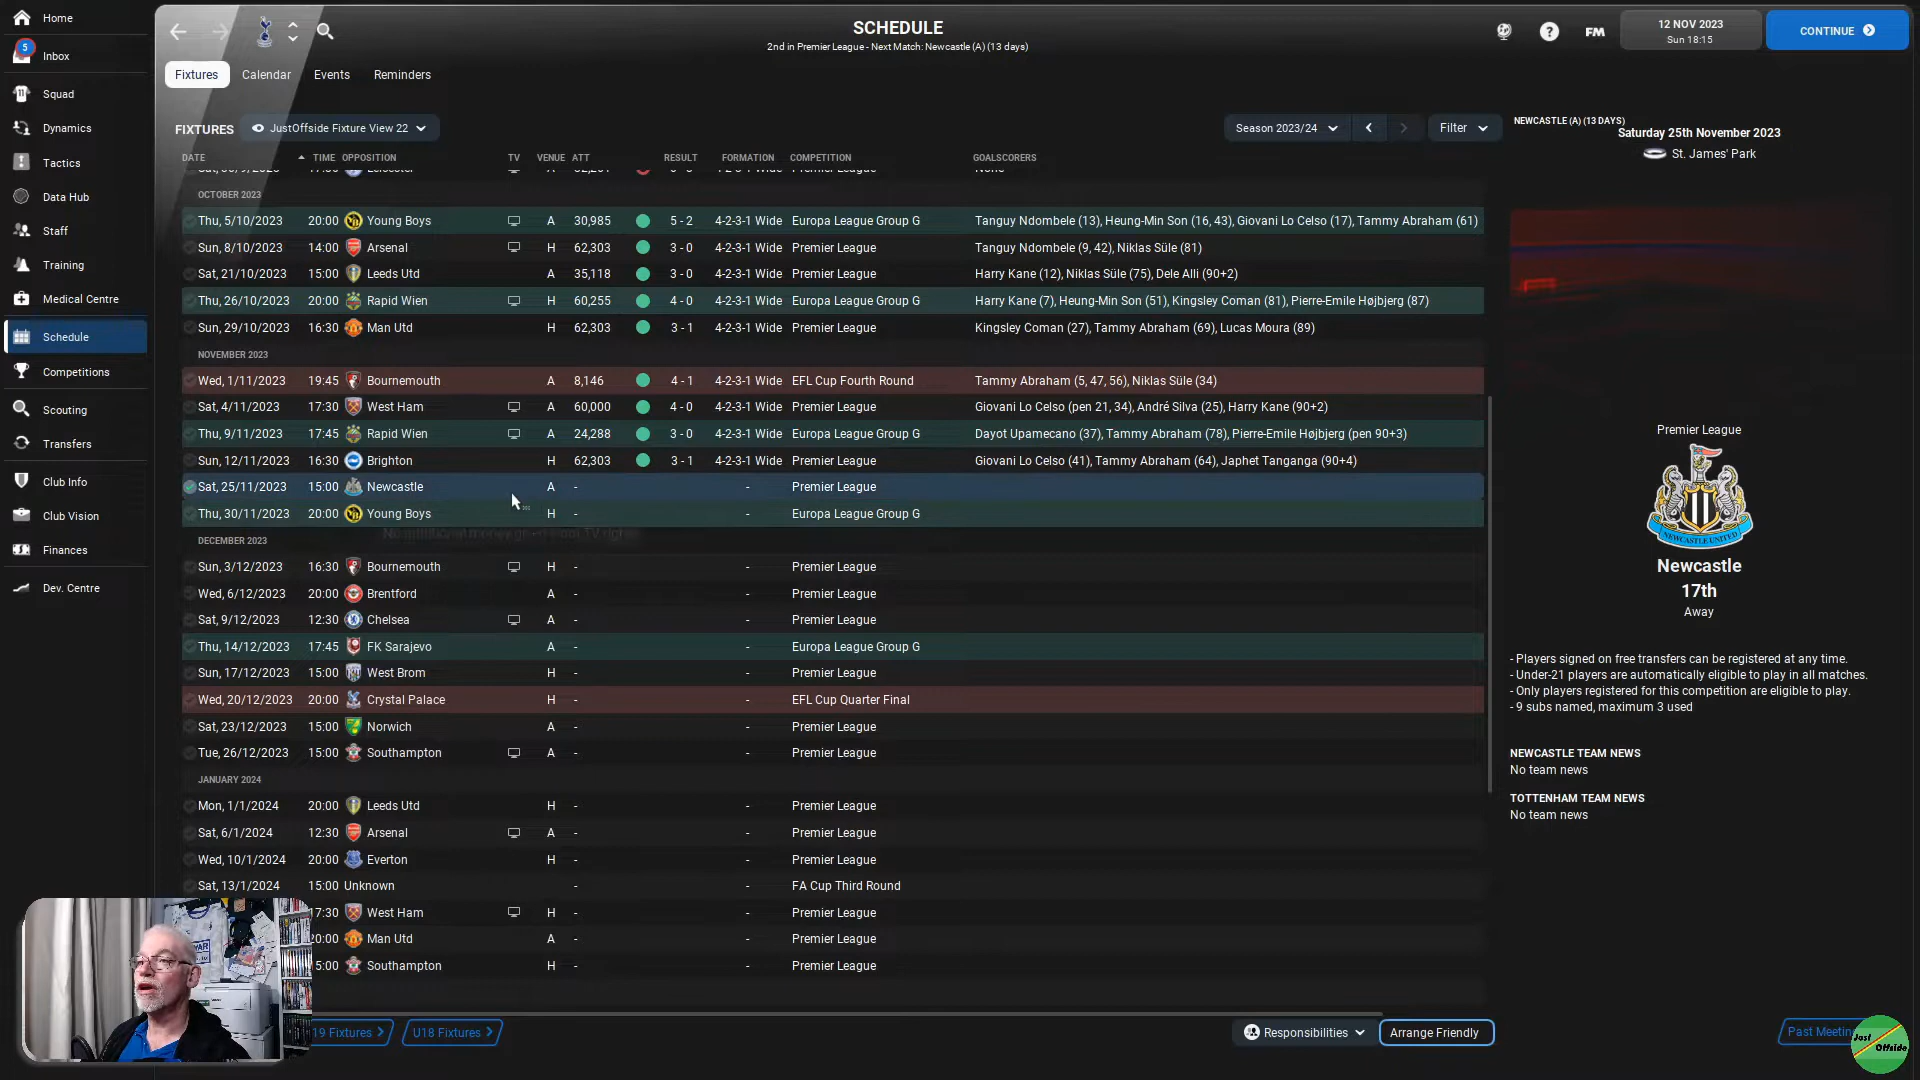 Home
5
Inbox
Squad
Dynamics
Tactics
Data Hub
Staff
Training
Medical Centre
Schedule
Competitions
Scouting
Transfers
Club Info
Club Vision
Finances
Dev. Centre
SCHEDULE
2nd in Premier League - Next Match: Newcastle (A) (13 days)
FM
12 NOV 2023
Sun 18:15
CONTINUE
Fixtures Calendar Events Reminders
FIXTURES JustOffside Fixture View 22
Season 2023/24 Filter
DATE TIME OPPOSITION TV VENUE ATT RESULT FORMATION COMPETITION GOALSCORERS
OCTOBER 2023
Thu, 5/10/2023 20:00 Young Boys A 30,985 5 - 2 4-2-3-1 Wide Europa League Group G Tanguy Ndombele (13), Heung-Min Son (16, 43), Giovani Lo Celso (17), Tammy Abraham (61)
Sun, 8/10/2023 14:00 Arsenal H 62,303 3 - 0 4-2-3-1 Wide Premier League Tanguy Ndombele (9, 42), Niklas Süle (81)
Sat, 21/10/2023 15:00 Leeds Utd A 35,118 3 - 0 4-2-3-1 Wide Premier League Harry Kane (12), Niklas Süle (75), Dele Alli (90+2)
Thu, 26/10/2023 20:00 Rapid Wien H 60,255 4 - 0 4-2-3-1 Wide Europa League Group G Harry Kane (7), Heung-Min Son (51), Kingsley Coman (81), Pierre-Emile Højbjerg (87)
Sun, 29/10/2023 16:30 Man Utd H 62,303 3 - 1 4-2-3-1 Wide Premier League Kingsley Coman (27), Tammy Abraham (69), Lucas Moura (89)
NOVEMBER 2023
Wed, 1/11/2023 19:45 Bournemouth A 8,146 4 - 1 4-2-3-1 Wide EFL Cup Fourth Round Tammy Abraham (5, 47, 56), Niklas Süle (34)
Sat, 4/11/2023 17:30 West Ham A 60,000 4 - 0 4-2-3-1 Wide Premier League Giovani Lo Celso (pen 21, 34), André Silva (25), Harry Kane (90+2)
Thu, 9/11/2023 17:45 Rapid Wien A 24,288 3 - 0 4-2-3-1 Wide Europa League Group G Dayot Upamecano (37), Tammy Abraham (78), Pierre-Emile Højbjerg (pen 90+3)
Sun, 12/11/2023 16:30 Brighton H 62,303 3 - 1 4-2-3-1 Wide Premier League Giovani Lo Celso (41), Tammy Abraham (64), Japhet Tanganga (90+4)
Sat, 25/11/2023 15:00 Newcastle A - - Premier League
Thu, 30/11/2023 20:00 Young Boys H - - Europa League Group G
DECEMBER 2023
Sun, 3/12/2023 16:30 Bournemouth H - - Premier League
Wed, 6/12/2023 20:00 Brentford A - - Premier League
Sat, 9/12/2023 12:30 Chelsea A - - Premier League
Thu, 14/12/2023 17:45 FK Sarajevo A - - Europa League Group G
Sun, 17/12/2023 15:00 West Brom H - - Premier League
Wed, 20/12/2023 20:00 Crystal Palace H - - EFL Cup Quarter Final
Sat, 23/12/2023 15:00 Norwich A - - Premier League
Tue, 26/12/2023 15:00 Southampton A - - Premier League
JANUARY 2024
Mon, 1/1/2024 20:00 Leeds Utd H - - Premier League
Sat, 6/1/2024 12:30 Arsenal A - - Premier League
Wed, 10/1/2024 20:00 Everton H - - Premier League
Sat, 13/1/2024 15:00 Unknown - - FA Cup Third Round
17:30 West Ham H - - Premier League
20:00 Man Utd A - - Premier League
5:00 Southampton H - - Premier League
19 Fixtures U18 Fixtures
Responsibilities Arrange Friendly
NEWCASTLE (A) (13 DAYS)
Saturday 25th November 2023
St. James' Park
Premier League
NEWCASTLE UNITED
Newcastle
17th
Away
- Players signed on free transfers can be registered at any time.
- Under-21 players are automatically eligible to play in all matches.
- Only players registered for this competition are eligible to play.
- 9 subs named, maximum 3 used
NEWCASTLE TEAM NEWS
No team news
TOTTENHAM TEAM NEWS
No team news
Past Meetin
Just Offside